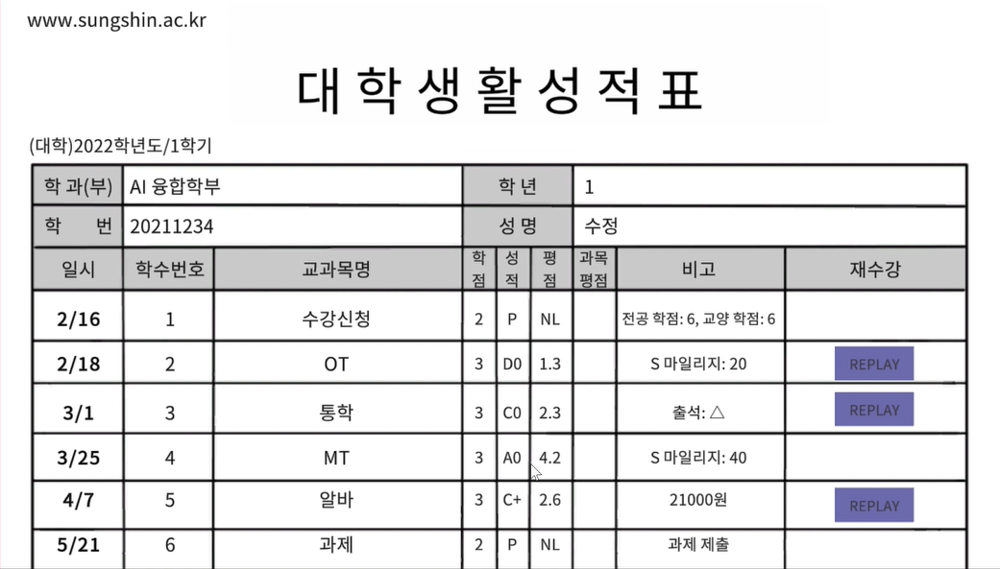 www.sungshin.ac.kr
대학생활성적표
(대학)2022학년도/1학기
학 과(부) AI 융합학부 학 년 1
학 번 20211234 성 명 수정
일시 학수번호 교과목명 학점 성적 평점 과목평점 비고 재수강
2/16 1 수강신청 2 P NL 전공 학점: 6, 교양 학점: 6
2/18 2 OT 3 D0 1.3 S 마일리지: 20 REPLAY
3/1 3 통학 3 C0 2.3 출석: △ REPLAY
3/25 4 MT 3 A0 4.2 S 마일리지: 40
4/7 5 알바 3 C+ 2.6 21000원 REPLAY
5/21 6 과제 2 P NL 과제 제출